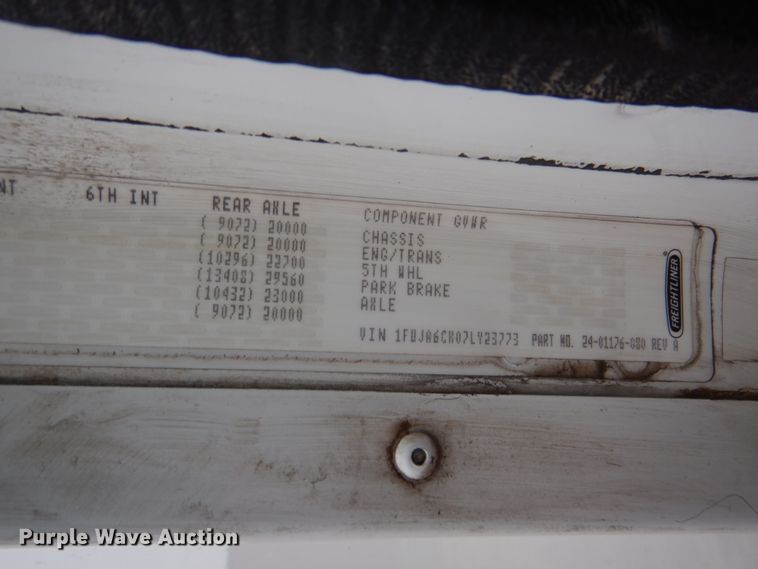 NT 6TH INT REAR AXLE COMPONENT GVWR
( 9072) 20000
( 9072) 20000 CHASSIS
(10296) 22700 ENG/TRANS
(13408) 29560 5TH WHL
(10432) 23000 PARK BRAKE
( 9072) 20000 AXLE
VIN 1FUJA6CK07LY23773 PART NO. 24-01176-080 REV A
FREIGHTLINER
Purple Wave Auction